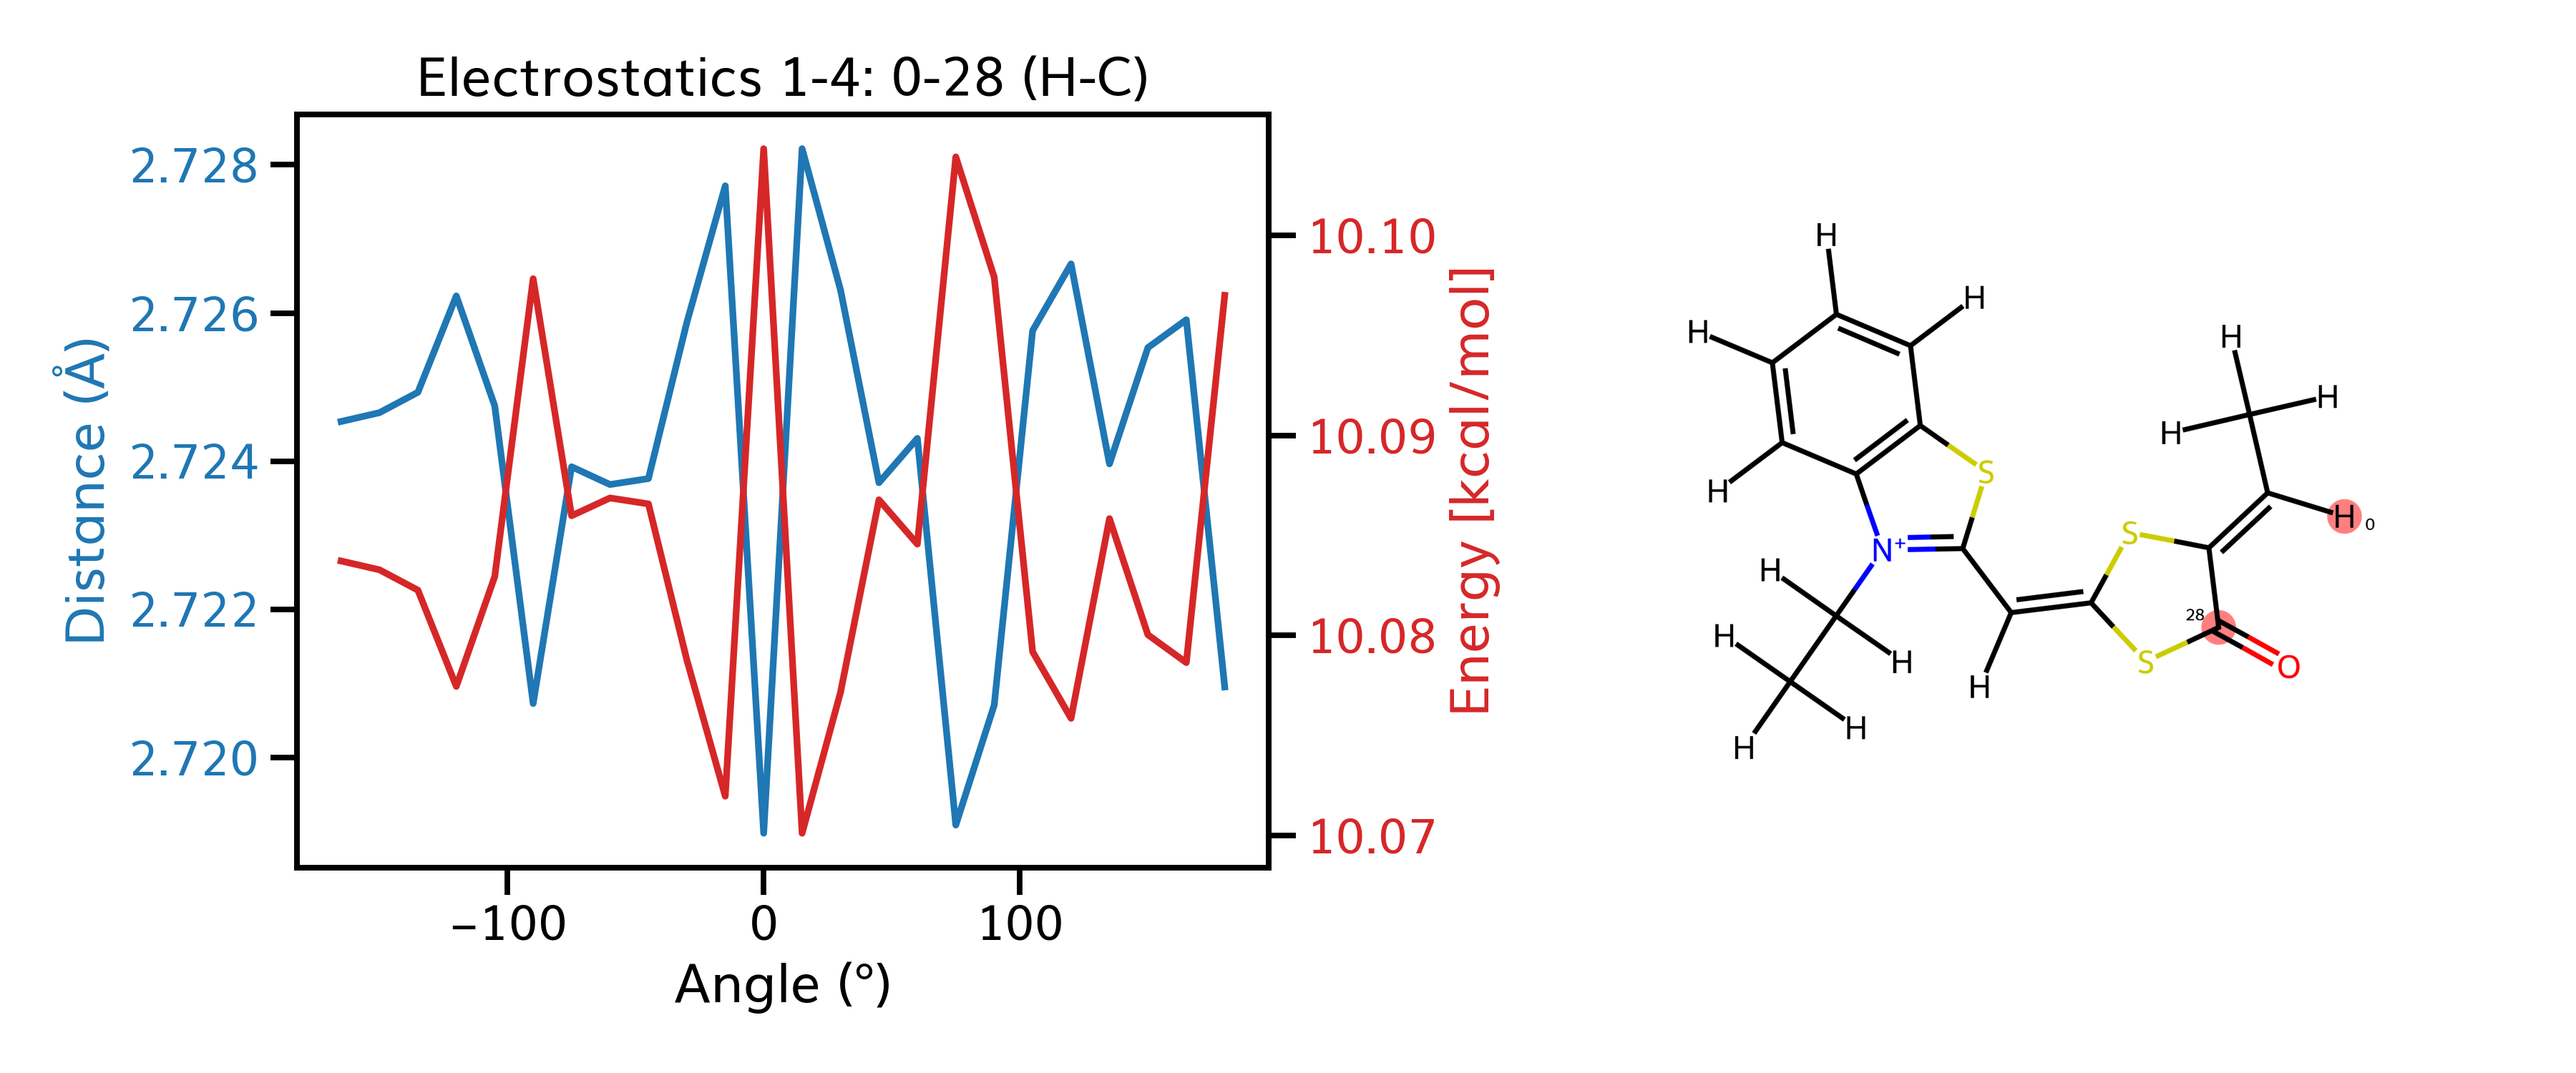 Electrostatics 1-4: 0-28 (H-C)
2.728
2.726
2.724
2.722
2.720
Distance (Å)
10.10
10.09
10.08
10.07
Energy [kcal/mol]
−100 0 100
Angle (°)
H
H H
H
H
H
H
S
H
H 0
S
N+
H
28
H
H
S
O
H
H
H